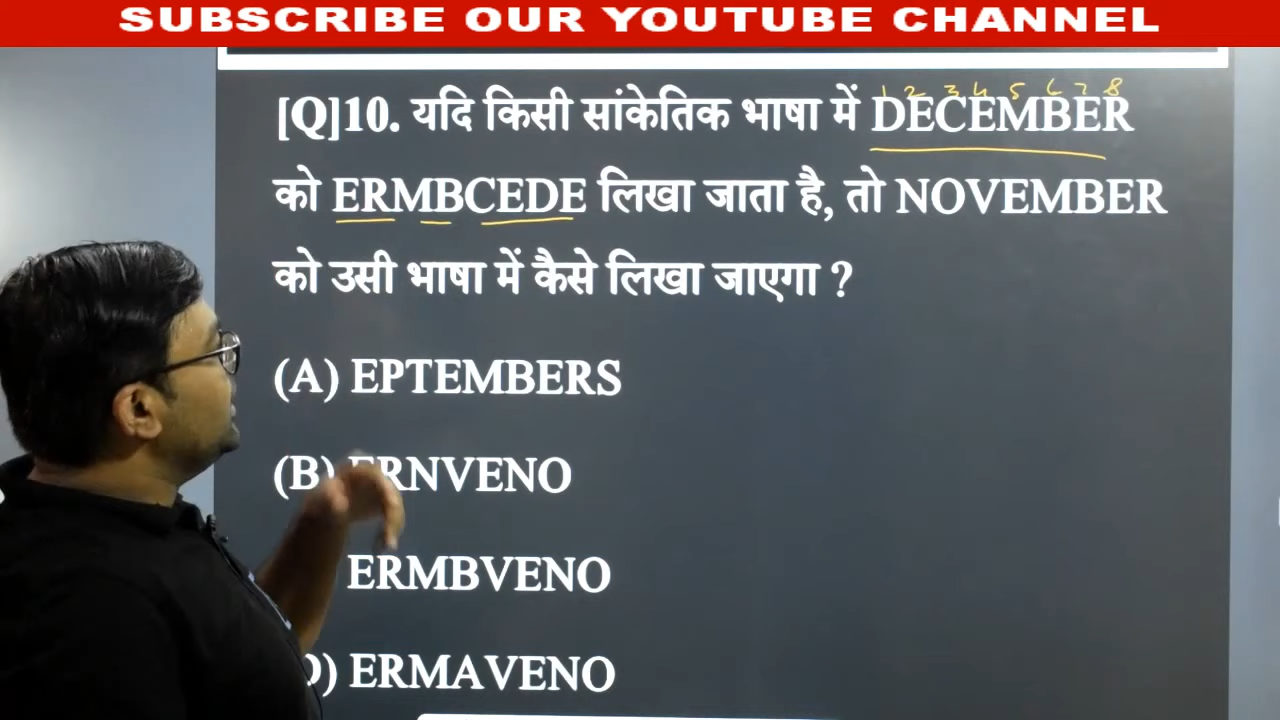 SUBSCRIBE OUR YOUTUBE CHANNEL
1 2 3 4 5 6 7 8
[Q]10. यदि किसी सांकेतिक भाषा में DECEMBER
को ERMBCEDE लिखा जाता है, तो NOVEMBER
को उसी भाषा में कैसे लिखा जाएगा ?
(A) EPTEMBERS
(B) ERNVENO
ERMBVENO
D) ERMAVENO